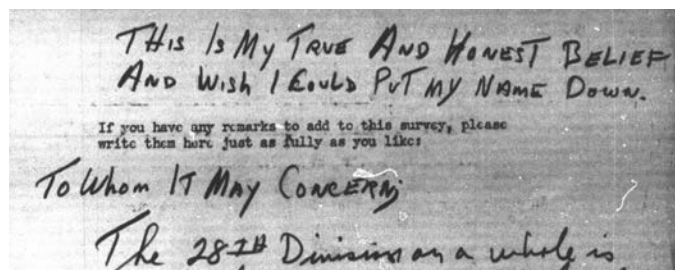 THIS IS MY TRUE AND HONEST BELIEF
AND WISH I COULD PUT MY NAME DOWN.
If you have any remarks to add to this survey, please
write them here just as fully as you like:
TO WHOM IT MAY CONCERN;
The 28TH Division on a whole is